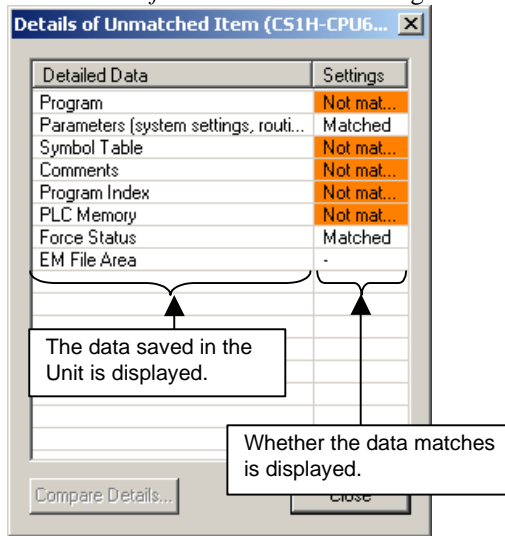 Details of Unmatched Item (CS1H-CPU6...
Detailed Data Settings
Program Not mat...
Parameters (system settings, routi... Matched
Symbol Table Not mat...
Comments Not mat...
Program Index Not mat...
PLC Memory Not mat...
Force Status Matched
EM File Area -
The data saved in the
Unit is displayed.
Whether the data matches
is displayed.
Compare Details... Close